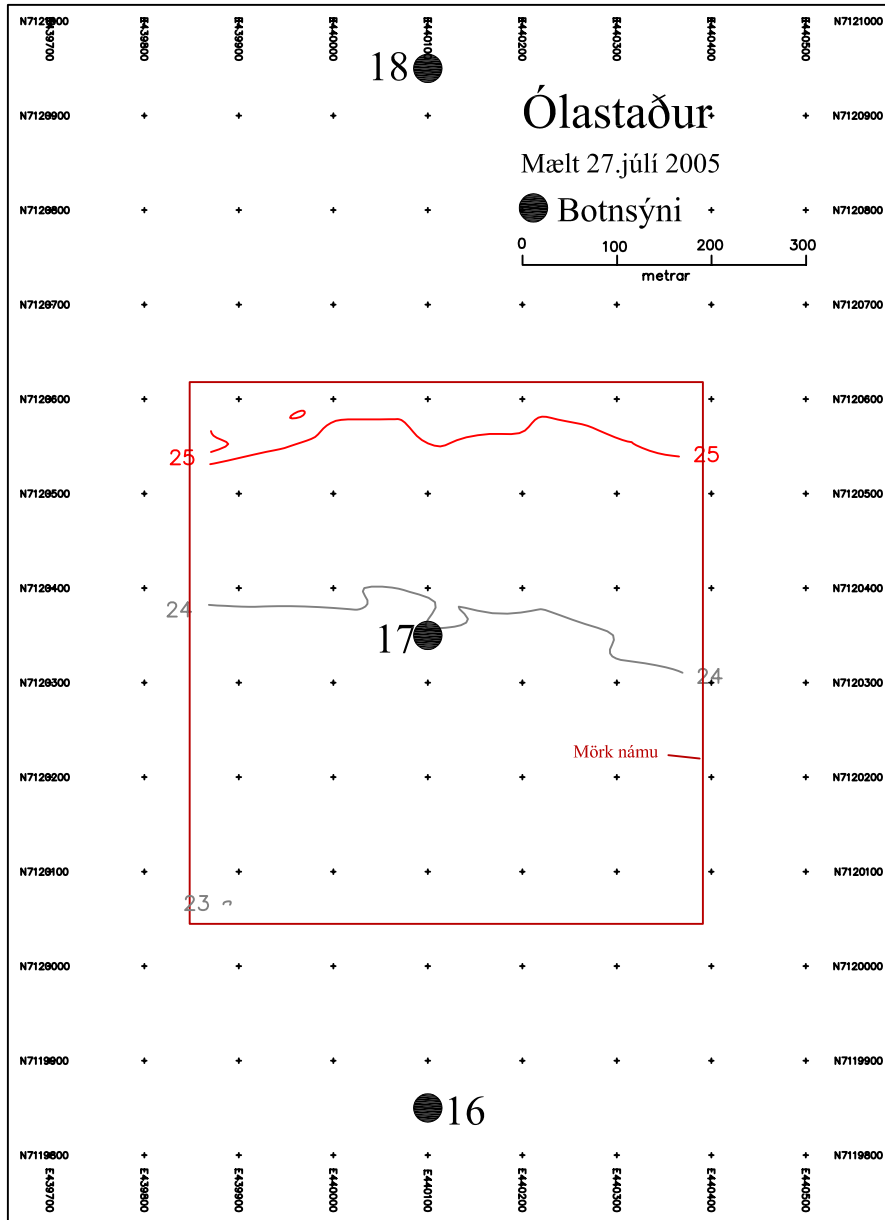 N7121000
E439700
E439800
E439900
E440000
E440100
E440200
E440300
E440400
E440500
N7121000
18
Ólastaður
N7120900
N7120900
Mælt 27.júlí 2005
N7120800
Botnsýni
N7120800
0 100 200 300
metrar
N7120700
N7120700
N7120600
N7120600
25
25
N7120500
N7120500
N7120400
N7120400
24
17
24
N7120300
N7120300
Mörk námu
N7120200
N7120200
N7120100
N7120100
23
N7120000
N7120000
N7119900
N7119900
16
N7119800
N7119800
E439700
E439800
E439900
E440000
E440100
E440200
E440300
E440400
E440500